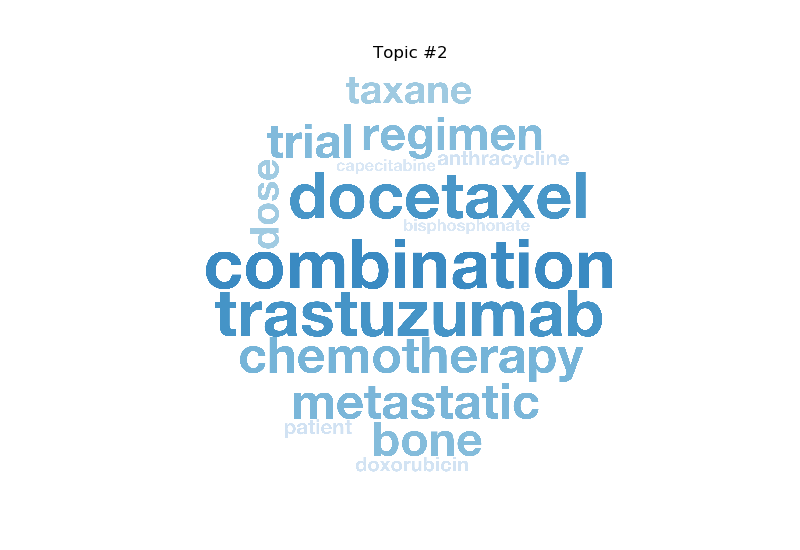 Topic #2
taxane
trial regimen
capecitabine anthracycline
dose
docetaxel
bisphosphonate
combination
trastuzumab
chemotherapy
metastatic
patient
bone
doxorubicin